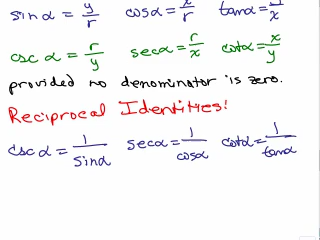 sin α = y/r cos α = x/r tan α = y/x
csc α = r/y sec α = r/x cot α = x/y
provided no denominator is zero.
Reciprocal Identities!
csc α = 1/sin α sec α = 1/cos α cot α = 1/tan α